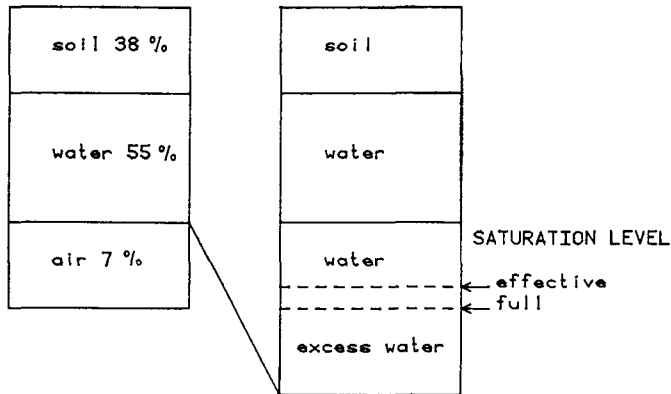 soil 38 %
water 55 %
air 7 %
soil
water
water
excess water
SATURATION LEVEL
effective
full